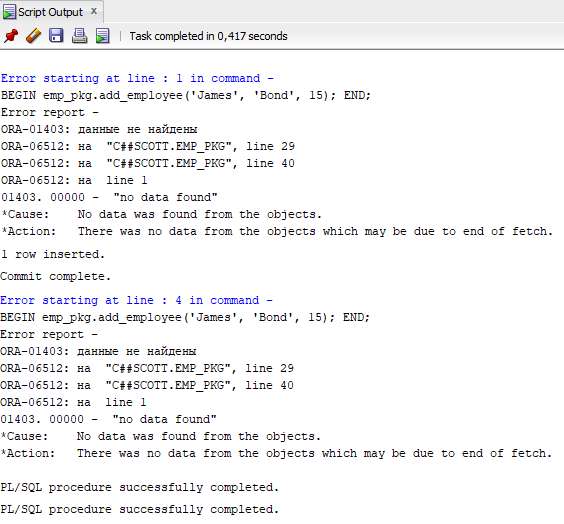 Script Output x
Task completed in 0,417 seconds
Error starting at line : 1 in command -
BEGIN emp_pkg.add_employee('James', 'Bond', 15); END;
Error report -
ORA-01403: данные не найдены
ORA-06512: на  "C##SCOTT.EMP_PKG", line 29
ORA-06512: на  "C##SCOTT.EMP_PKG", line 40
ORA-06512: на  line 1
01403. 00000 -  "no data found"
*Cause:    No data was found from the objects.
*Action:   There was no data from the objects which may be due to end of fetch.
1 row inserted.
Commit complete.
Error starting at line : 4 in command -
BEGIN emp_pkg.add_employee('James', 'Bond', 15); END;
Error report -
ORA-01403: данные не найдены
ORA-06512: на  "C##SCOTT.EMP_PKG", line 29
ORA-06512: на  "C##SCOTT.EMP_PKG", line 40
ORA-06512: на  line 1
01403. 00000 -  "no data found"
*Cause:    No data was found from the objects.
*Action:   There was no data from the objects which may be due to end of fetch.
PL/SQL procedure successfully completed.
PL/SQL procedure successfully completed.